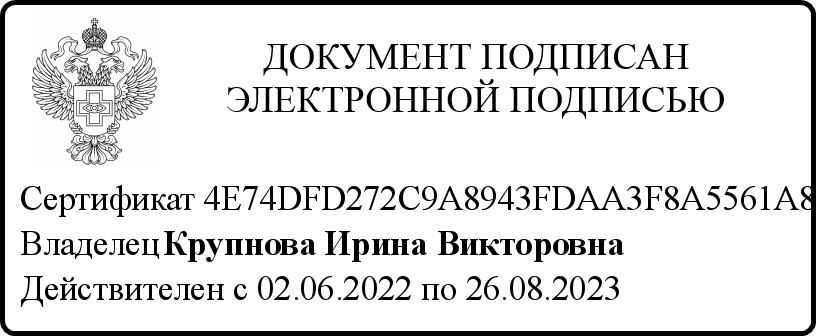 ДОКУМЕНТ ПОДПИСАН
ЭЛЕКТРОННОЙ ПОДПИСЬЮ
Сертификат 4E74DFD272C9A8943FDAA3F8A5561A8
Владелец Крупнова Ирина Викторовна
Действителен с 02.06.2022 по 26.08.2023